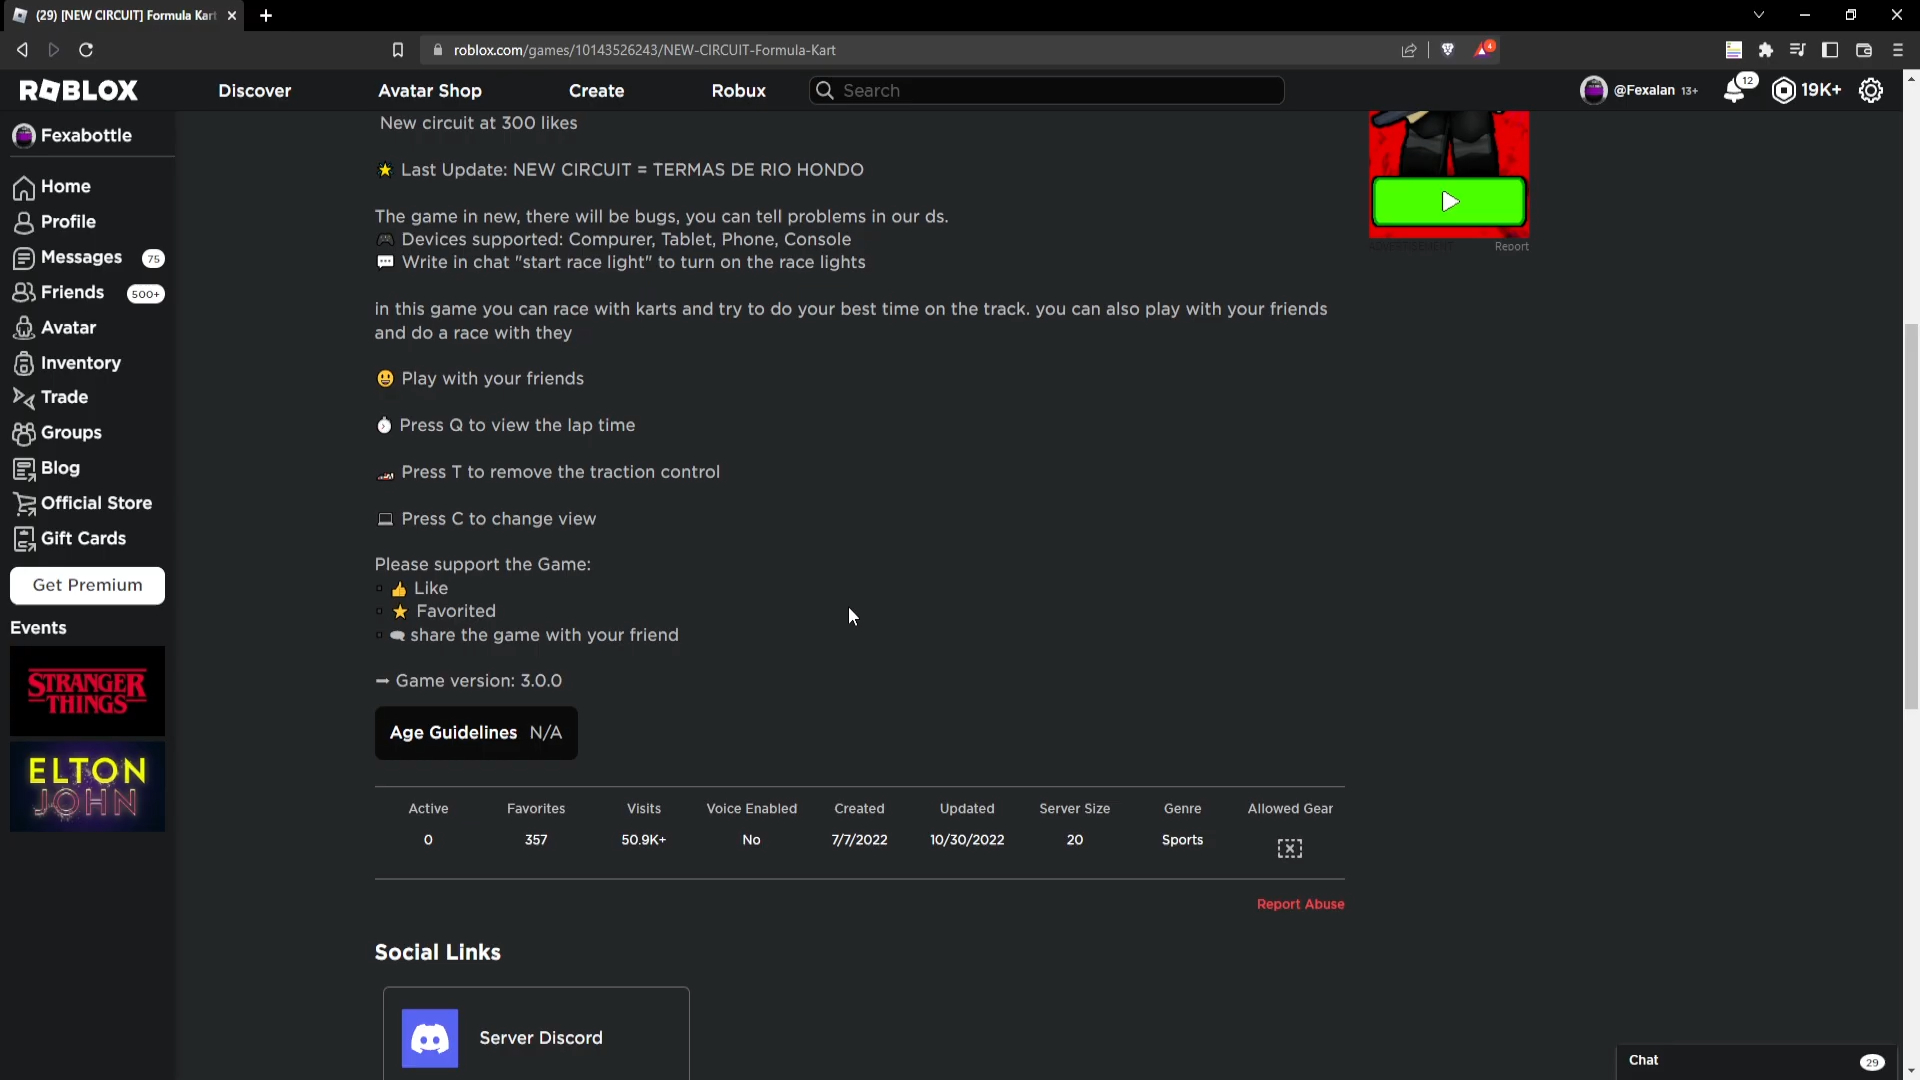 (29) [NEW CIRCUIT] Formula Kart
roblox.com/games/10143526243/NEW-CIRCUIT-Formula-Kart
4
ROBLOX
Discover
Avatar Shop
Create
Robux
Search
@Fexalan 13+
12
19K+
Fexabottle
Home
Profile
Messages 75
Friends 500+
Avatar
Inventory
Trade
Groups
Blog
Official Store
Gift Cards
Get Premium
Events
STRANGER
THINGS
ELTON
JOHN
New circuit at 300 likes
Last Update: NEW CIRCUIT = TERMAS DE RIO HONDO
The game in new, there will be bugs, you can tell problems in our ds.
Devices supported: Compurer, Tablet, Phone, Console
Write in chat "start race light" to turn on the race lights
in this game you can race with karts and try to do your best time on the track. you can also play with your friends
and do a race with they
Play with your friends
Press Q to view the lap time
Press T to remove the traction control
Press C to change view
Please support the Game:
Like
Favorited
share the game with your friend
Game version: 3.0.0
Age Guidelines N/A
Active Favorites Visits Voice Enabled Created Updated Server Size Genre Allowed Gear
0 357 50.9K+ No 7/7/2022 10/30/2022 20 Sports
Report Abuse
Social Links
Server Discord
ADVERTISEMENT Report
Chat 29